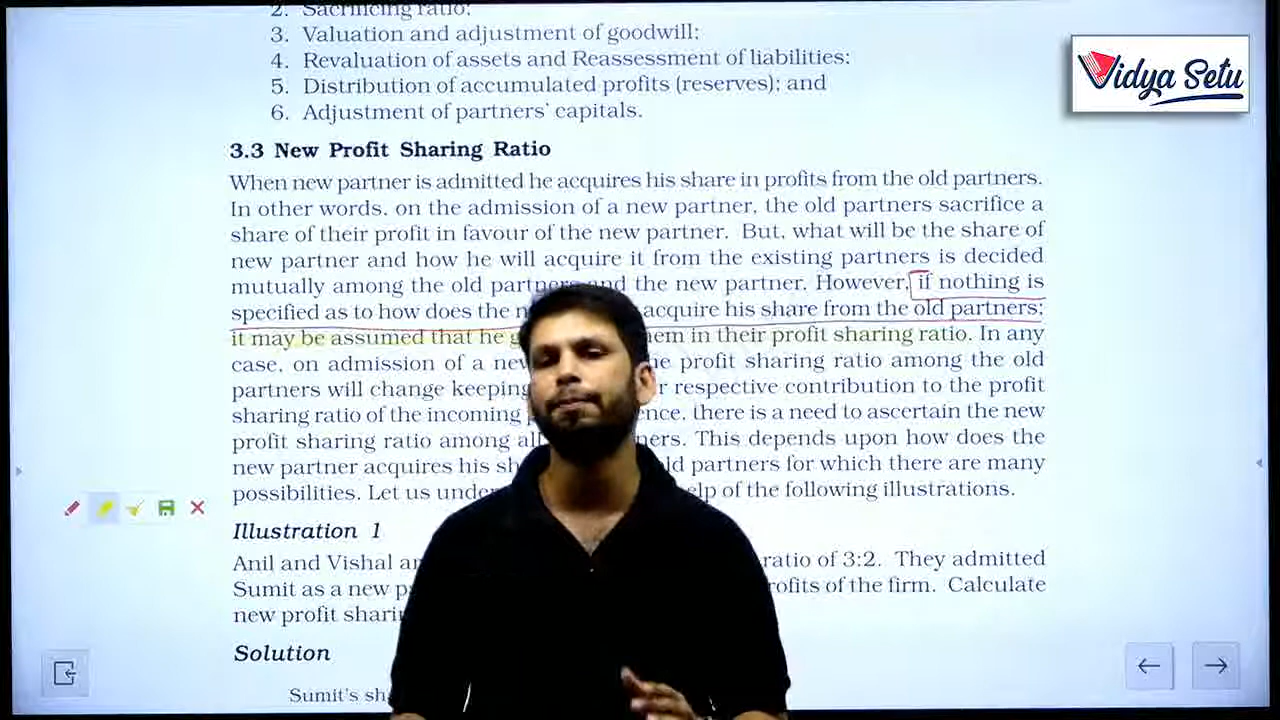 2. Sacrificing ratio;
3. Valuation and adjustment of goodwill;
4. Revaluation of assets and Reassessment of liabilities;
5. Distribution of accumulated profits (reserves); and
6. Adjustment of partners' capitals.
Vidya Setu
3.3 New Profit Sharing Ratio
When new partner is admitted he acquires his share in profits from the old partners.
In other words, on the admission of a new partner, the old partners sacrifice a
share of their profit in favour of the new partner. But, what will be the share of
new partner and how he will acquire it from the existing partners is decided
mutually among the old partners and the new partner. However, if nothing is
specified as to how does the acquire his share from the old partners;
it may be assumed that he in their profit sharing ratio. In any
case, on admission of a new profit sharing ratio among the old
partners will change keeping respective contribution to the profit
sharing ratio of the incoming there is a need to ascertain the new
profit sharing ratio among This depends upon how does the
new partner acquires his partners for which there are many
possibilities. Let us of the following illustrations.
Illustration 1
Anil and Vishal ratio of 3:2. They admitted
Sumit as a new of the firm. Calculate
new profit
Solution
Sumit's